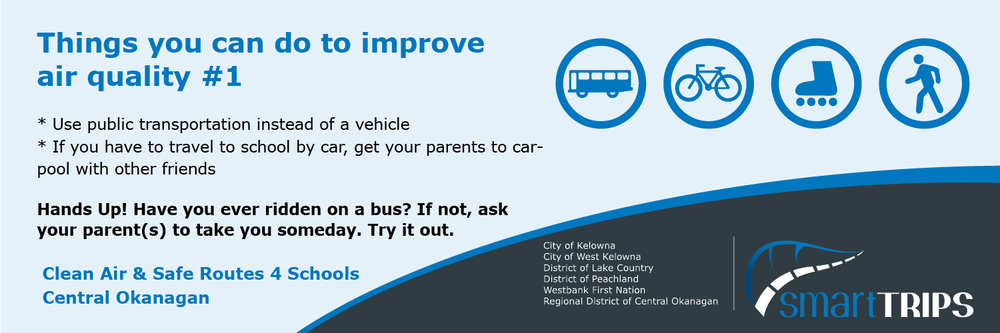 Things you can do to improve
air quality #1
* Use public transportation instead of a vehicle
* If you have to travel to school by car, get your parents to car-
pool with other friends
Hands Up! Have you ever ridden on a bus? If not, ask
your parent(s) to take you someday. Try it out.
Clean Air & Safe Routes 4 Schools
Central Okanagan
City of Kelowna
City of West Kelowna
District of Lake Country
District of Peachland
Westbank First Nation
Regional District of Central Okanagan
smartTRIPS